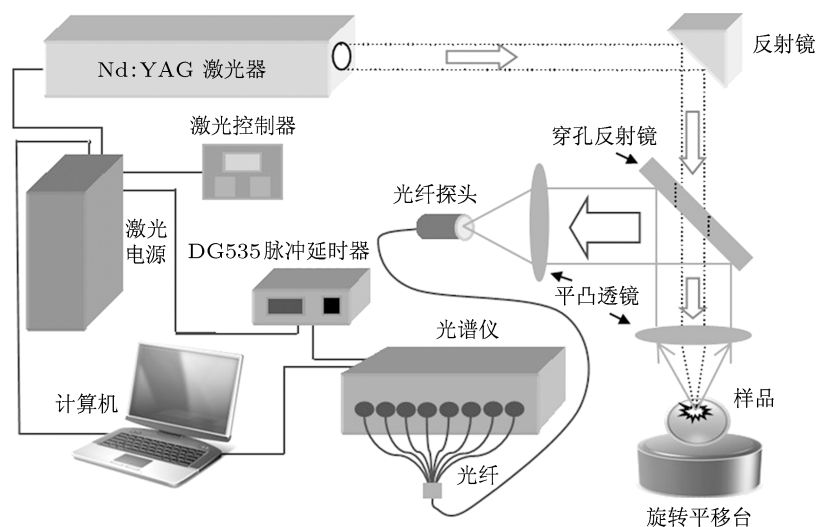 Nd:YAG 激光器
反射镜
激光控制器
穿孔反射镜
光纤探头
激光
电源
DG535脉冲延时器
平凸透镜
光谱仪
计算机
样品
光纤
旋转平移台